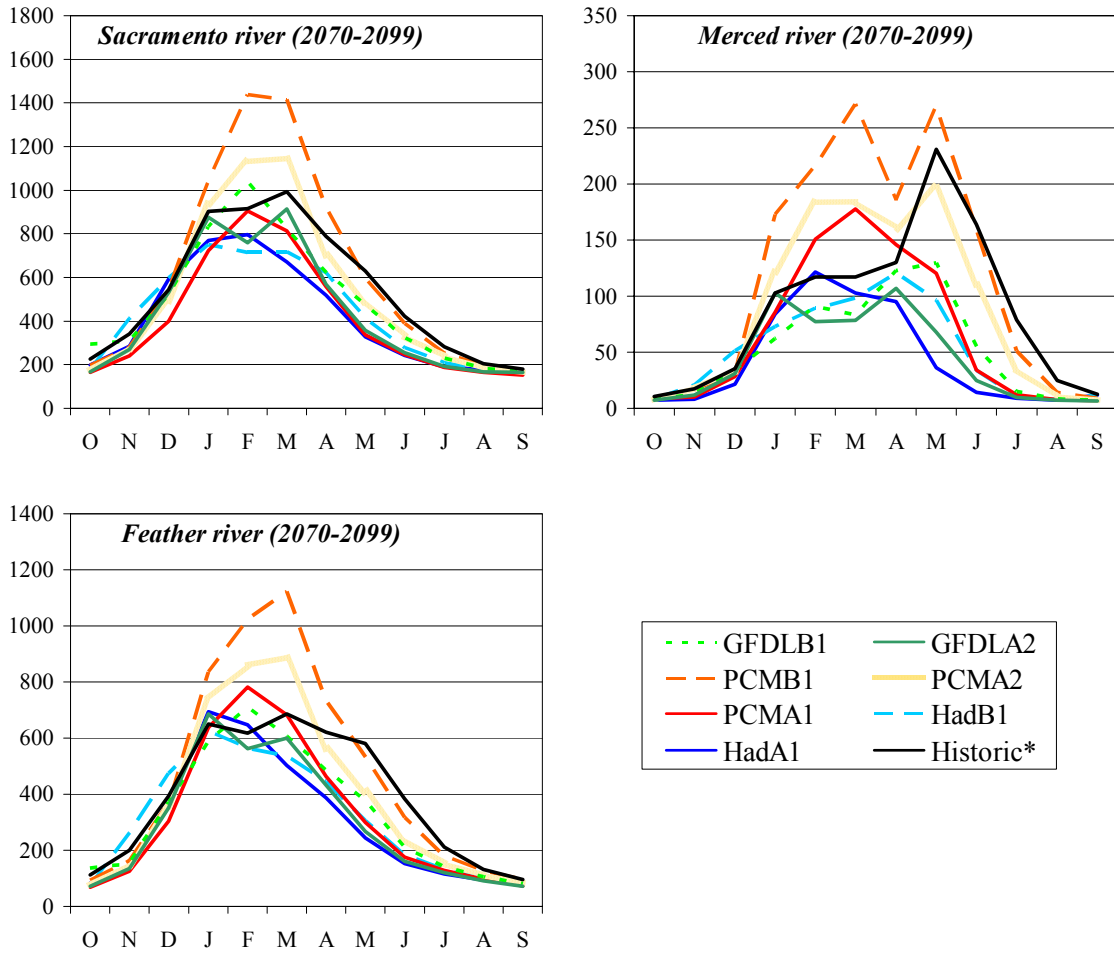 Sacramento river (2070-2099)
1800
1600
1400
1200
1000
800
600
400
200
0
O N D J F M A M J J A S
Merced river (2070-2099)
350
300
250
200
150
100
50
0
O N D J F M A M J J A S
Feather river (2070-2099)
1400
1200
1000
800
600
400
200
0
O N D J F M A M J J A S
GFDLB1 GFDLA2
PCMB1 PCMA2
PCMA1 HadB1
HadA1 Historic*